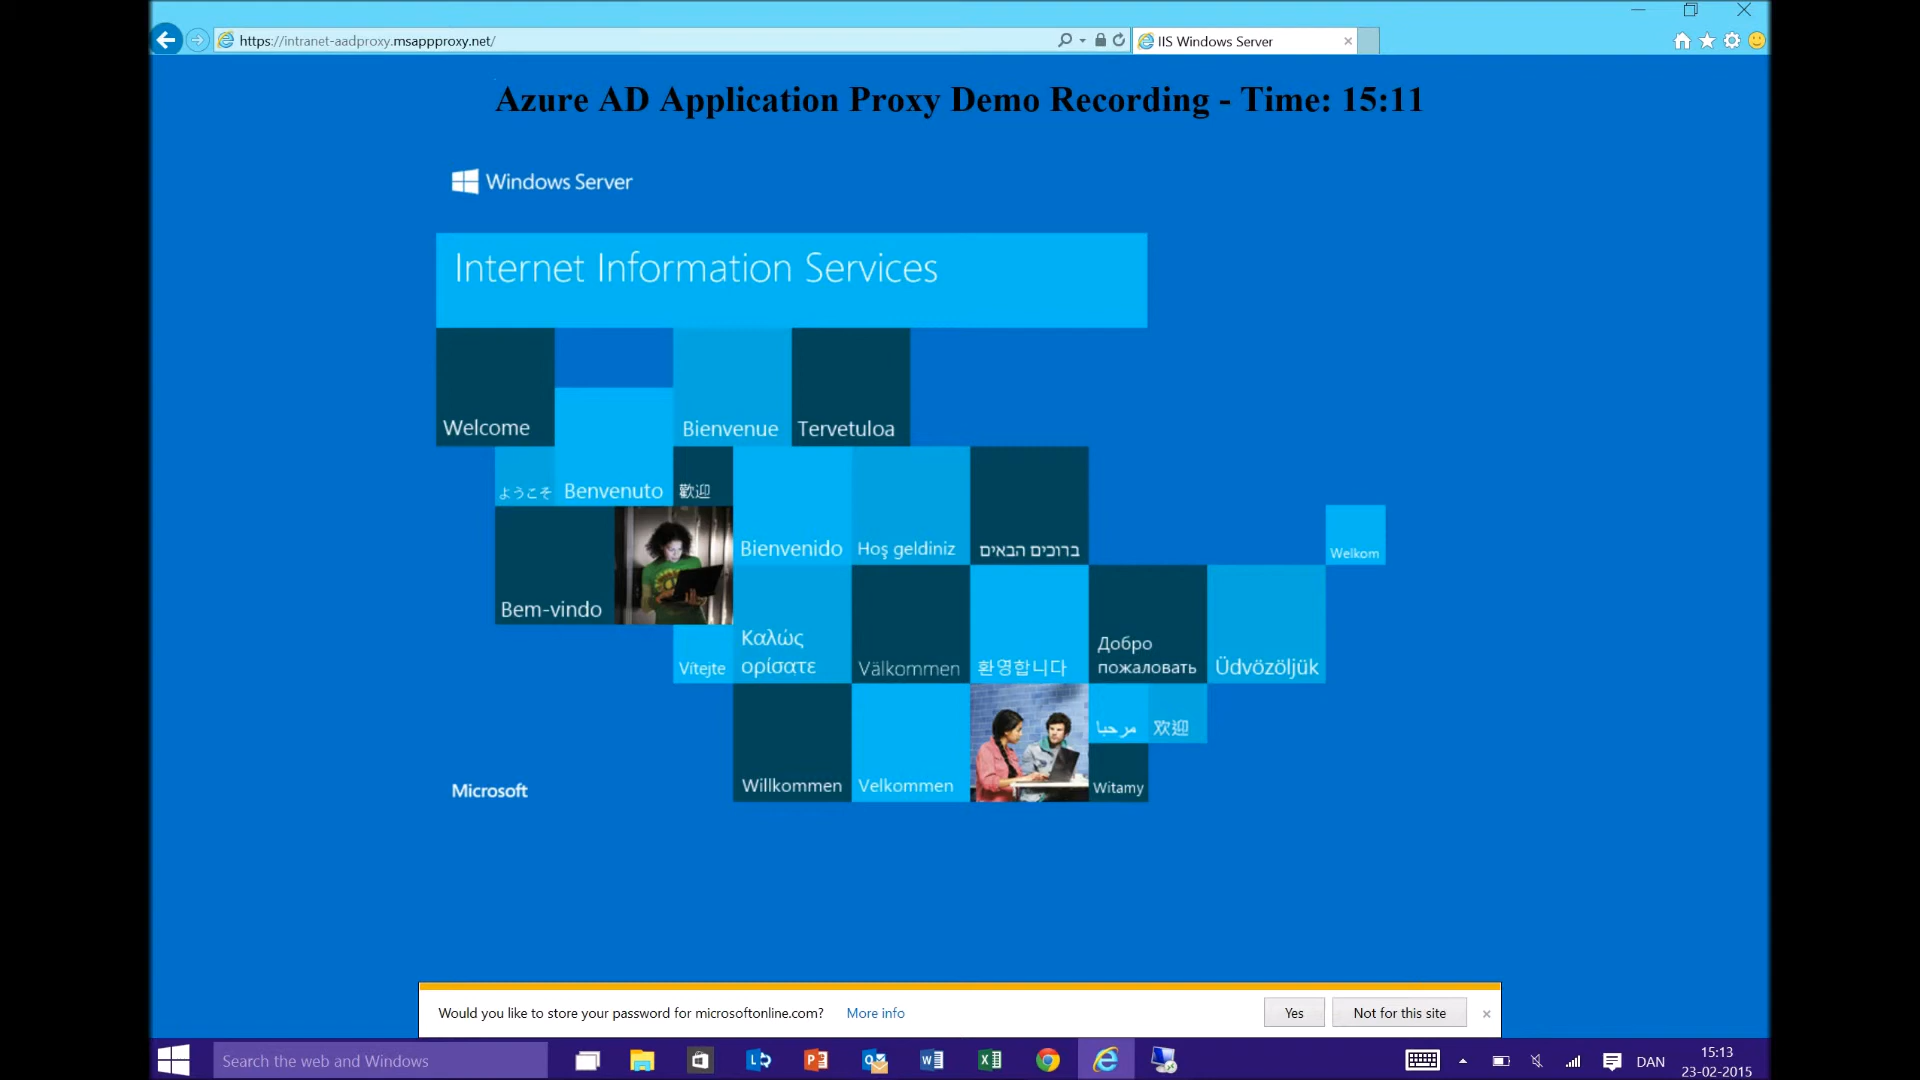 https://intranet-aadproxy.msappproxy.net/
IIS Windows Server
Azure AD Application Proxy Demo Recording - Time: 15:11
Windows Server
Internet Information Services
Welcome
Bienvenue
Tervetuloa
ようこそ
Benvenuto
歡迎
Bienvenido
Hoş geldiniz
ברוכים הבאים
Welkom
Bem-vindo
Vítejte
Καλώς
ορίσατε
Välkommen
환영합니다
Добро
пожаловать
Üdvözöljük
مرحبا
欢迎
Microsoft
Willkommen
Velkommen
Witamy
Would you like to store your password for microsoftonline.com?
More info
Yes
Not for this site
Search the web and Windows
DAN
15:13
23-02-2015